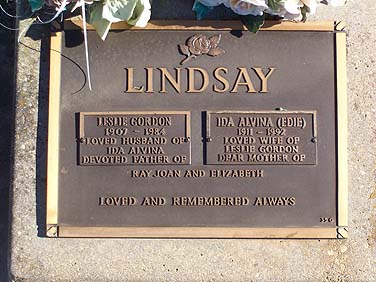 LINDSAY
LESLIE GORDON
1907 - 1984
LOVED HUSBAND OF
IDA ALVINA
DEVOTED FATHER OF
IDA ALVINA (EDIE)
1911 - 1992
LOVED WIFE OF
LESLIE GORDON
DEAR MOTHER OF
RAY, JOAN AND ELIZABETH
LOVED AND REMEMBERED ALWAYS